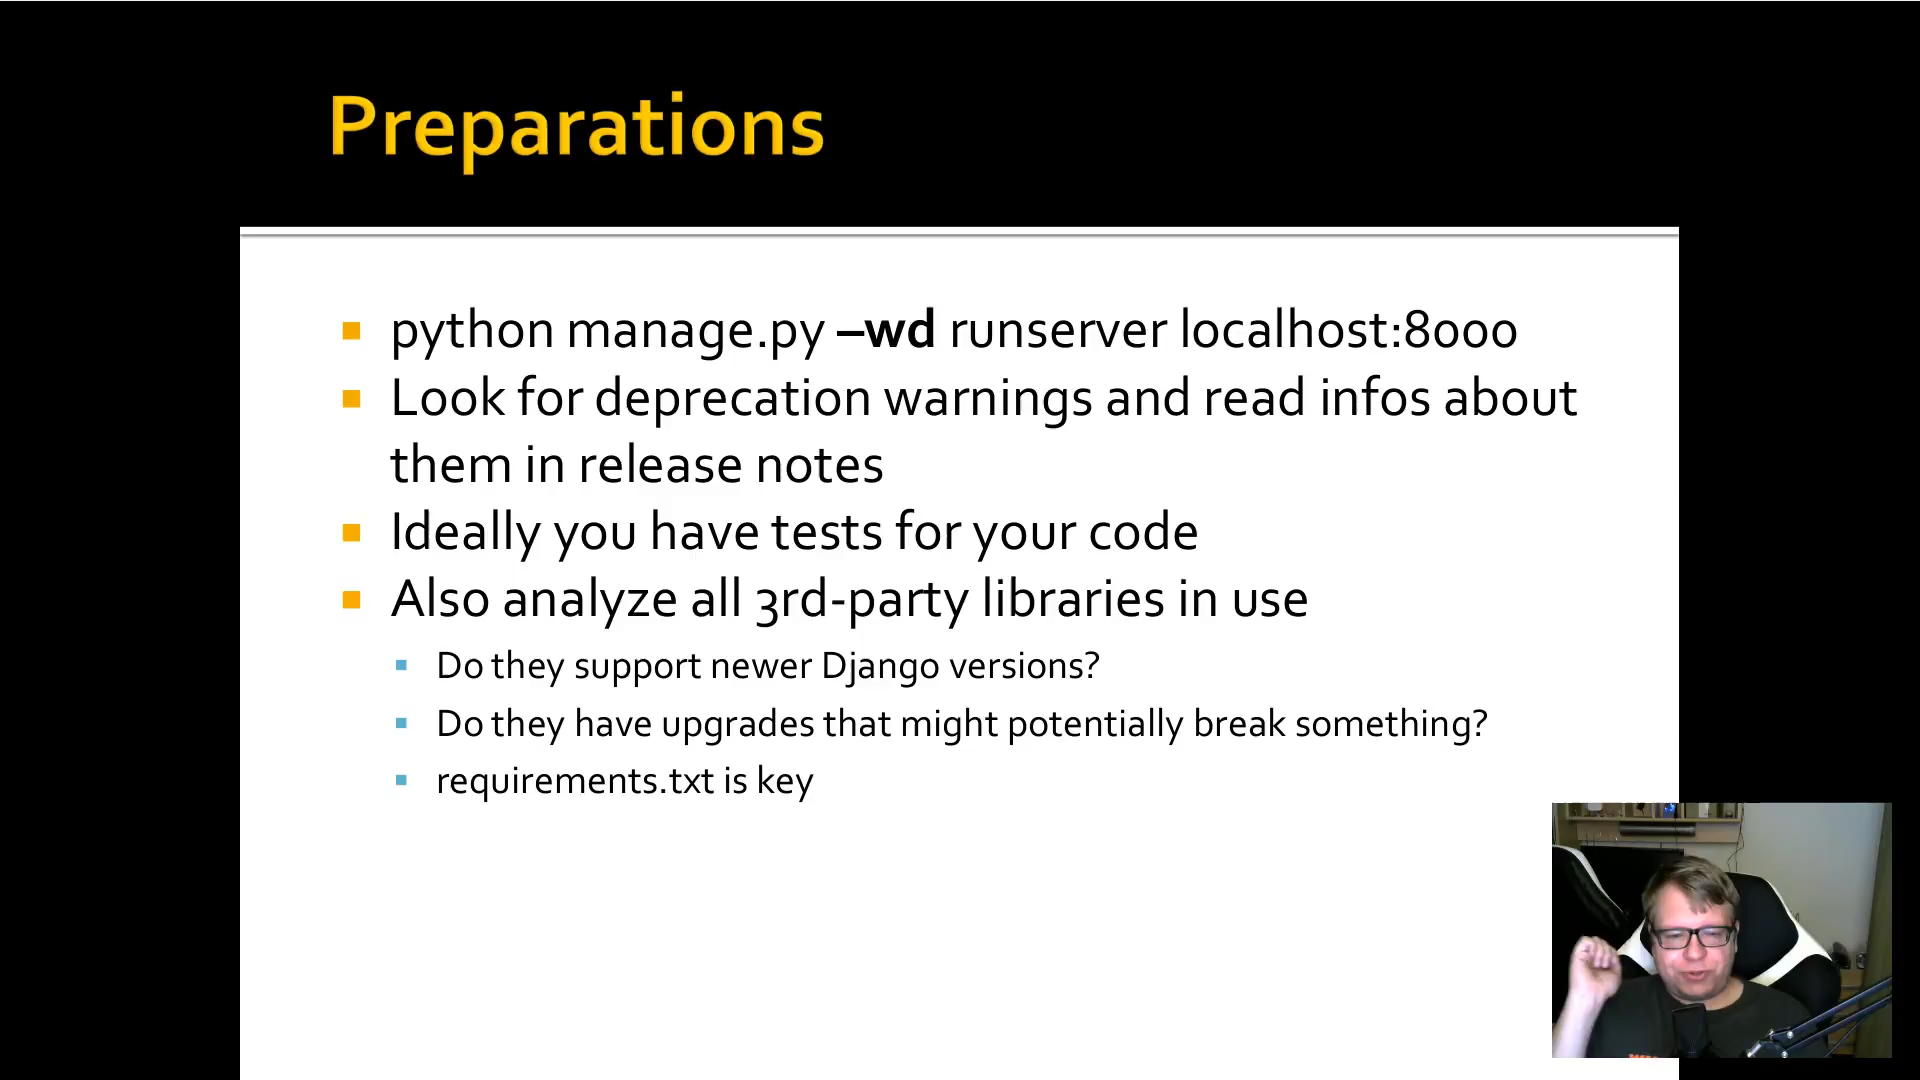 Preparations
python manage.py –wd runserver localhost:8000
Look for deprecation warnings and read infos about
them in release notes
Ideally you have tests for your code
Also analyze all 3rd-party libraries in use
Do they support newer Django versions?
Do they have upgrades that might potentially break something?
requirements.txt is key